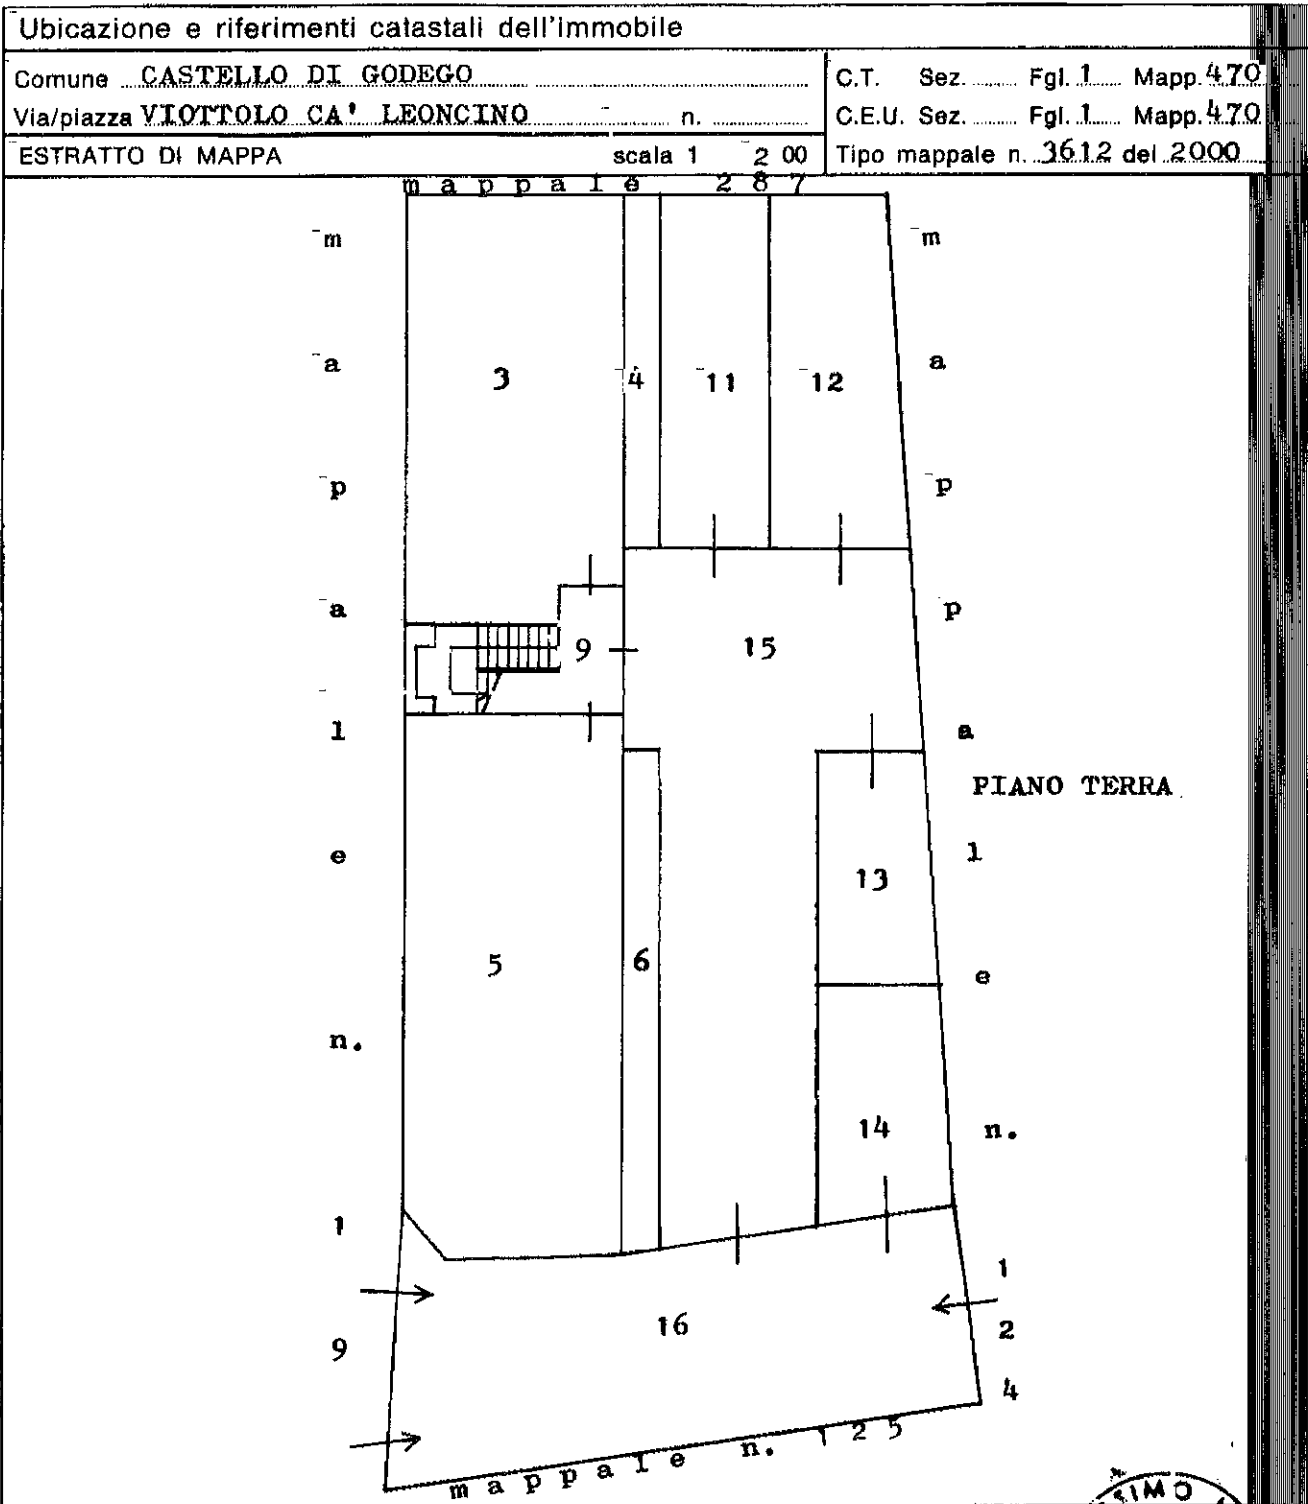 Ubicazione e riferimenti catastali dell'immobile
Comune CASTELLO DI GODEGO
C.T. Sez. Fgl. 1 Mapp. 470
Via/piazza VIOTTOLO CA' LEONCINO n.
C.E.U. Sez. Fgl. 1 Mapp. 470
ESTRATTO DI MAPPA scala 1 2 00
Tipo mappale n. 3612 del 2000
mappale 287
mappale n. 19
mappale n. 124
3
4
11
12
9
15
PIANO TERRA
13
5
6
14
16
mappale n. 125